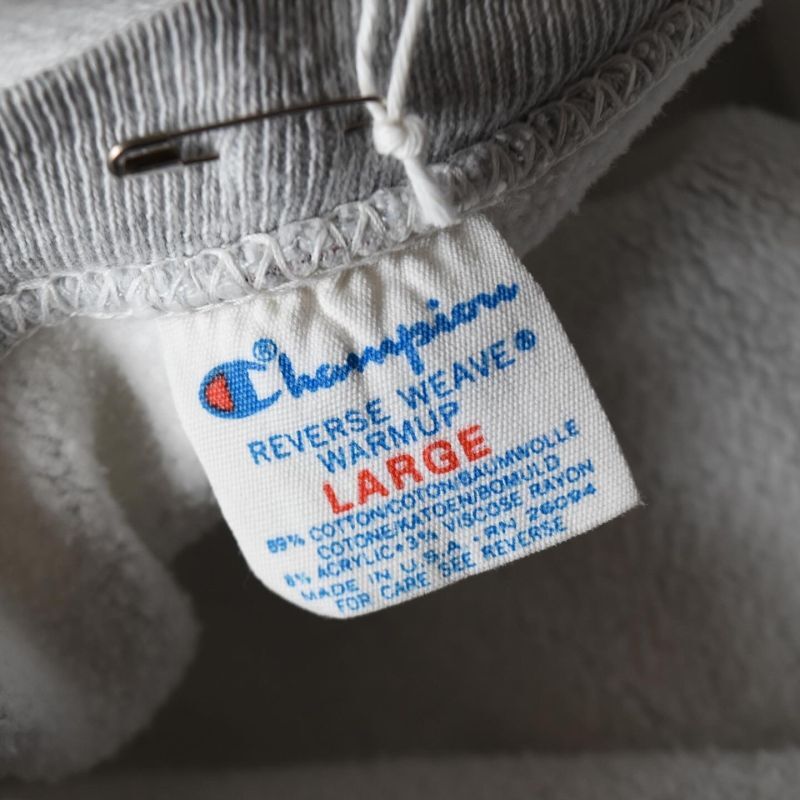 Champion®
REVERSE WEAVE®
WARMUP
LARGE
89% COTTON/COTON/BAUMWOLLE
COTONE/KATOEN/BOMULD
8% ACRYLIC•3% VISCOSE RAYON
MADE IN U.S.A • RN 26094
FOR CARE SEE REVERSE